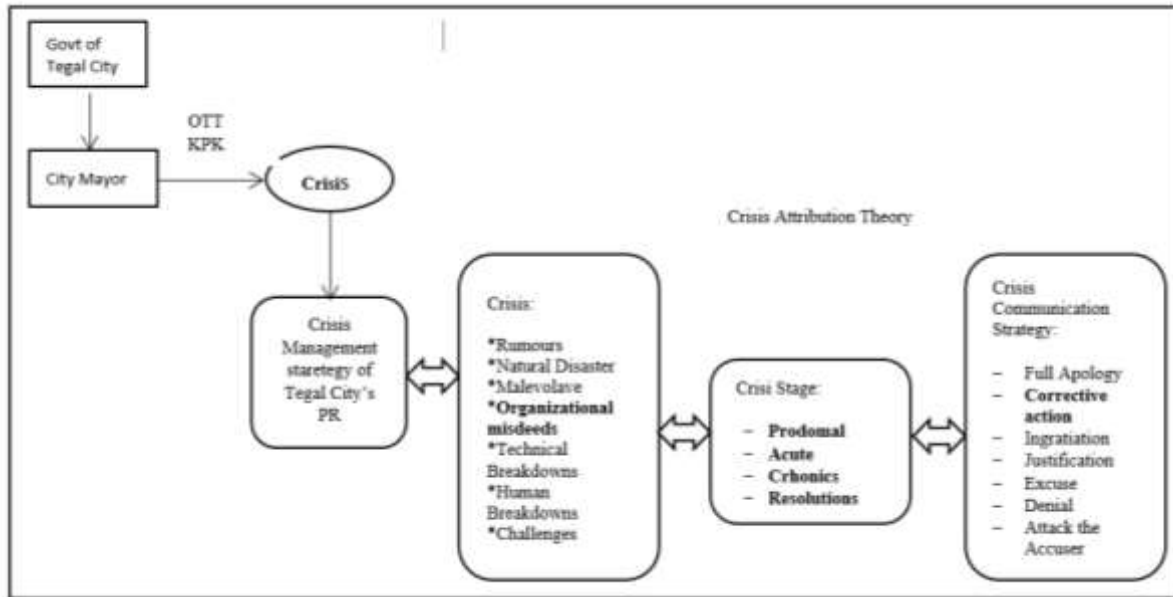 Govt of
Tegal City
OTT
KPK
City Mayor
CrisiS
Crisis Attribution Theory
Crisis
Management
staretegy of
Tegal City's
PR
Crisis:
*Rumours
*Natural Disaster
*Malevolave
*Organizational
misdeeds
*Technical
Breakdowns
*Human
Breakdowns
*Challenges
Crisi Stage:
– Prodomal
– Acute
– Crhonics
– Resolutions
Crisis
Communication
Strategy:
– Full Apology
– Corrective
action
– Ingratiation
– Justification
– Excuse
– Denial
– Attack the
Accuser